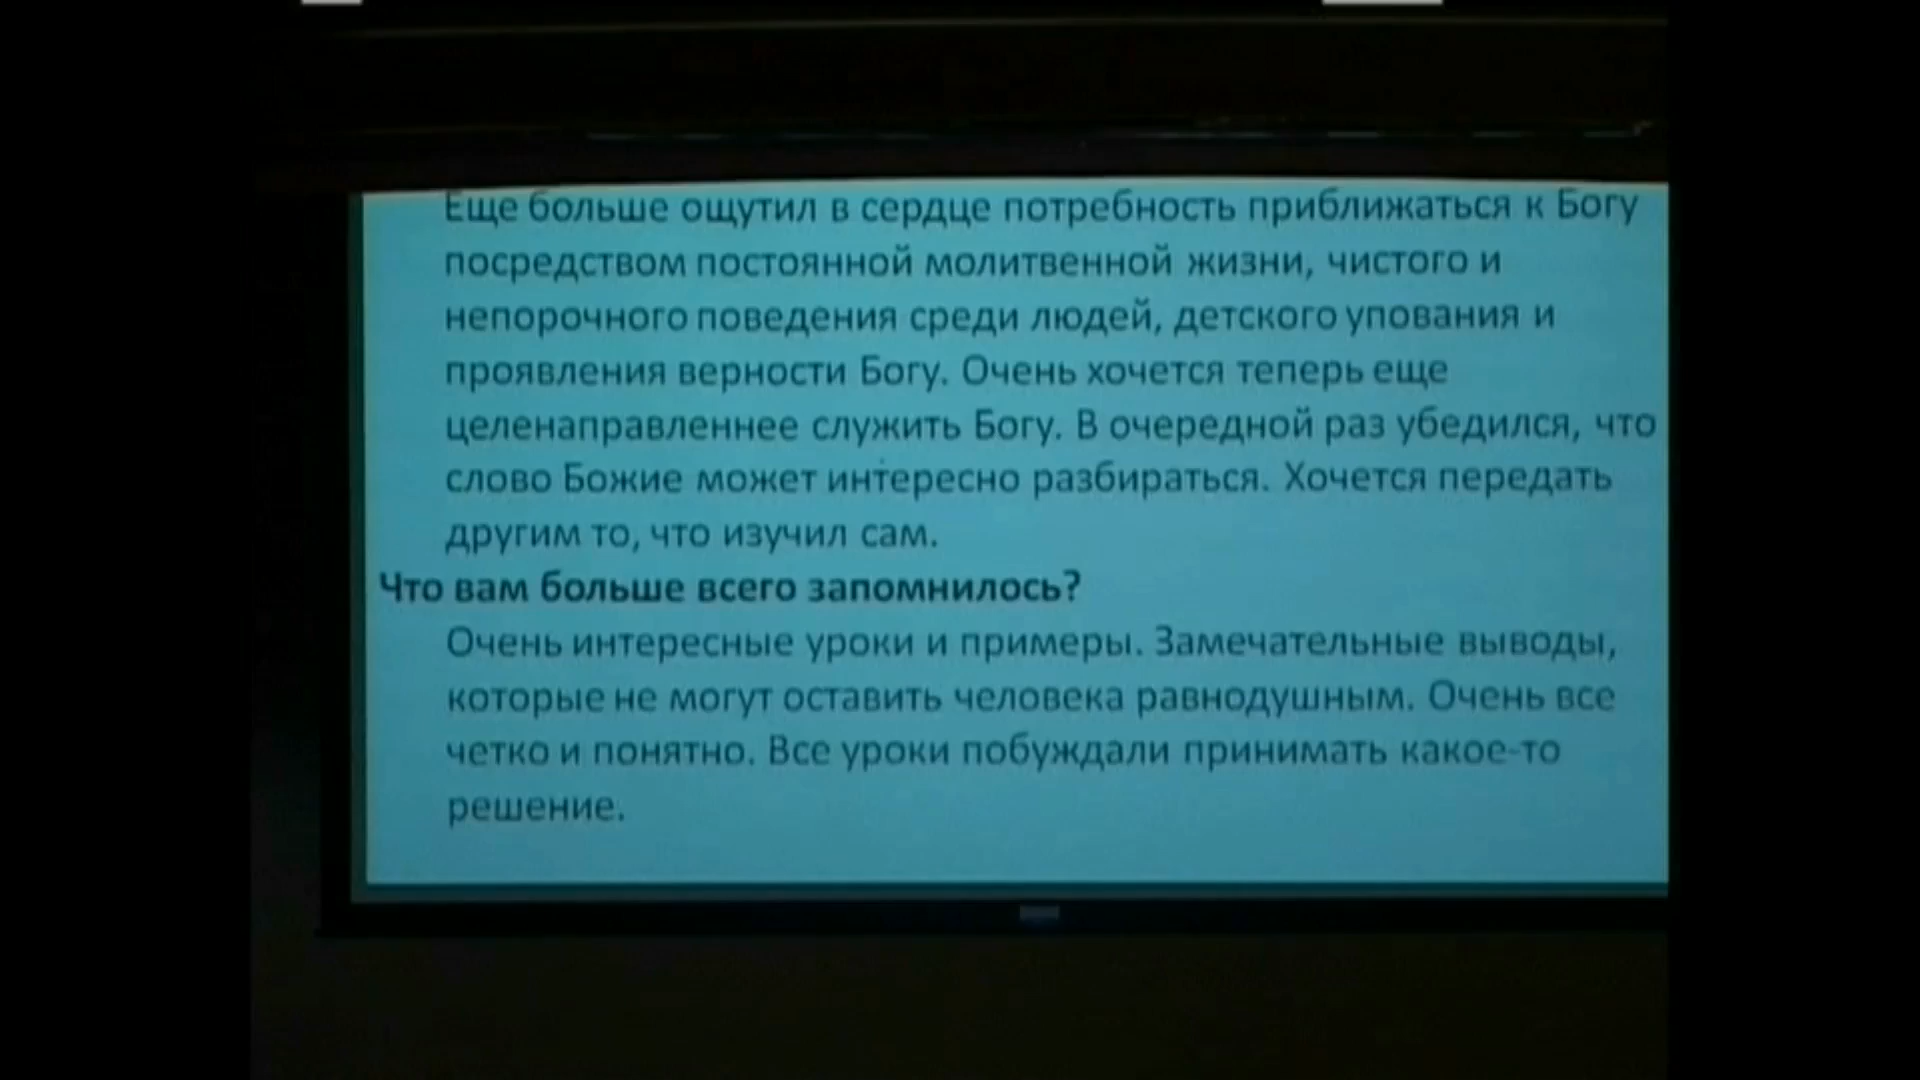 Еще больше ощутил в сердце потребность приближаться к Богу
посредством постоянной молитвенной жизни, чистого и
непорочного поведения среди людей, детского упования и
проявления верности Богу. Очень хочется теперь еще
целенаправленнее служить Богу. В очередной раз убедился, что
слово Божие может интересно разбираться. Хочется передать
другим то, что изучил сам.
Что вам больше всего запомнилось?
Очень интересные уроки и примеры. Замечательные выводы,
которые не могут оставить человека равнодушным. Очень все
четко и понятно. Все уроки побуждали принимать какое-то
решение.